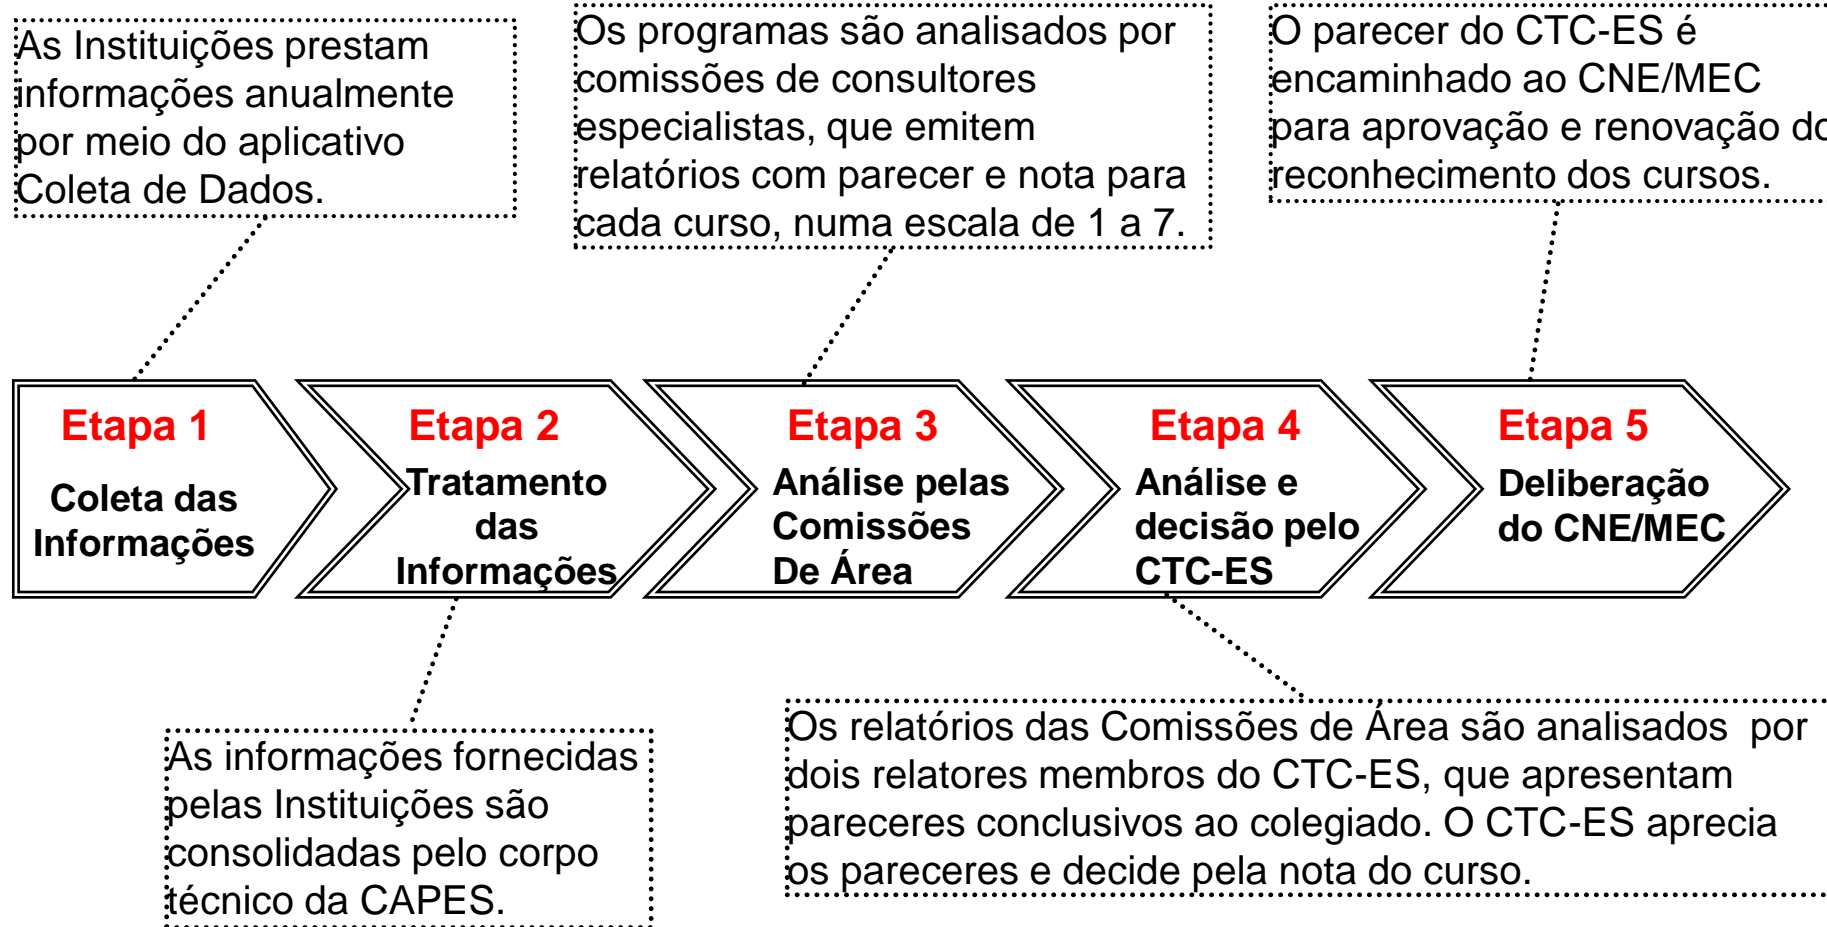 As Instituições prestam
informações anualmente
por meio do aplicativo
Coleta de Dados.
Os programas são analisados por
comissões de consultores
especialistas, que emitem
relatórios com parecer e nota para
cada curso, numa escala de 1 a 7.
O parecer do CTC-ES é
encaminhado ao CNE/MEC
para aprovação e renovação do
reconhecimento dos cursos.
Etapa 1
Coleta das
Informações
Etapa 2
Tratamento
das
Informações
Etapa 3
Análise pelas
Comissões
De Área
Etapa 4
Análise e
decisão pelo
CTC-ES
Etapa 5
Deliberação
do CNE/MEC
As informações fornecidas
pelas Instituições são
consolidadas pelo corpo
técnico da CAPES.
Os relatórios das Comissões de Área são analisados por
dois relatores membros do CTC-ES, que apresentam
pareceres conclusivos ao colegiado. O CTC-ES aprecia
os pareceres e decide pela nota do curso.